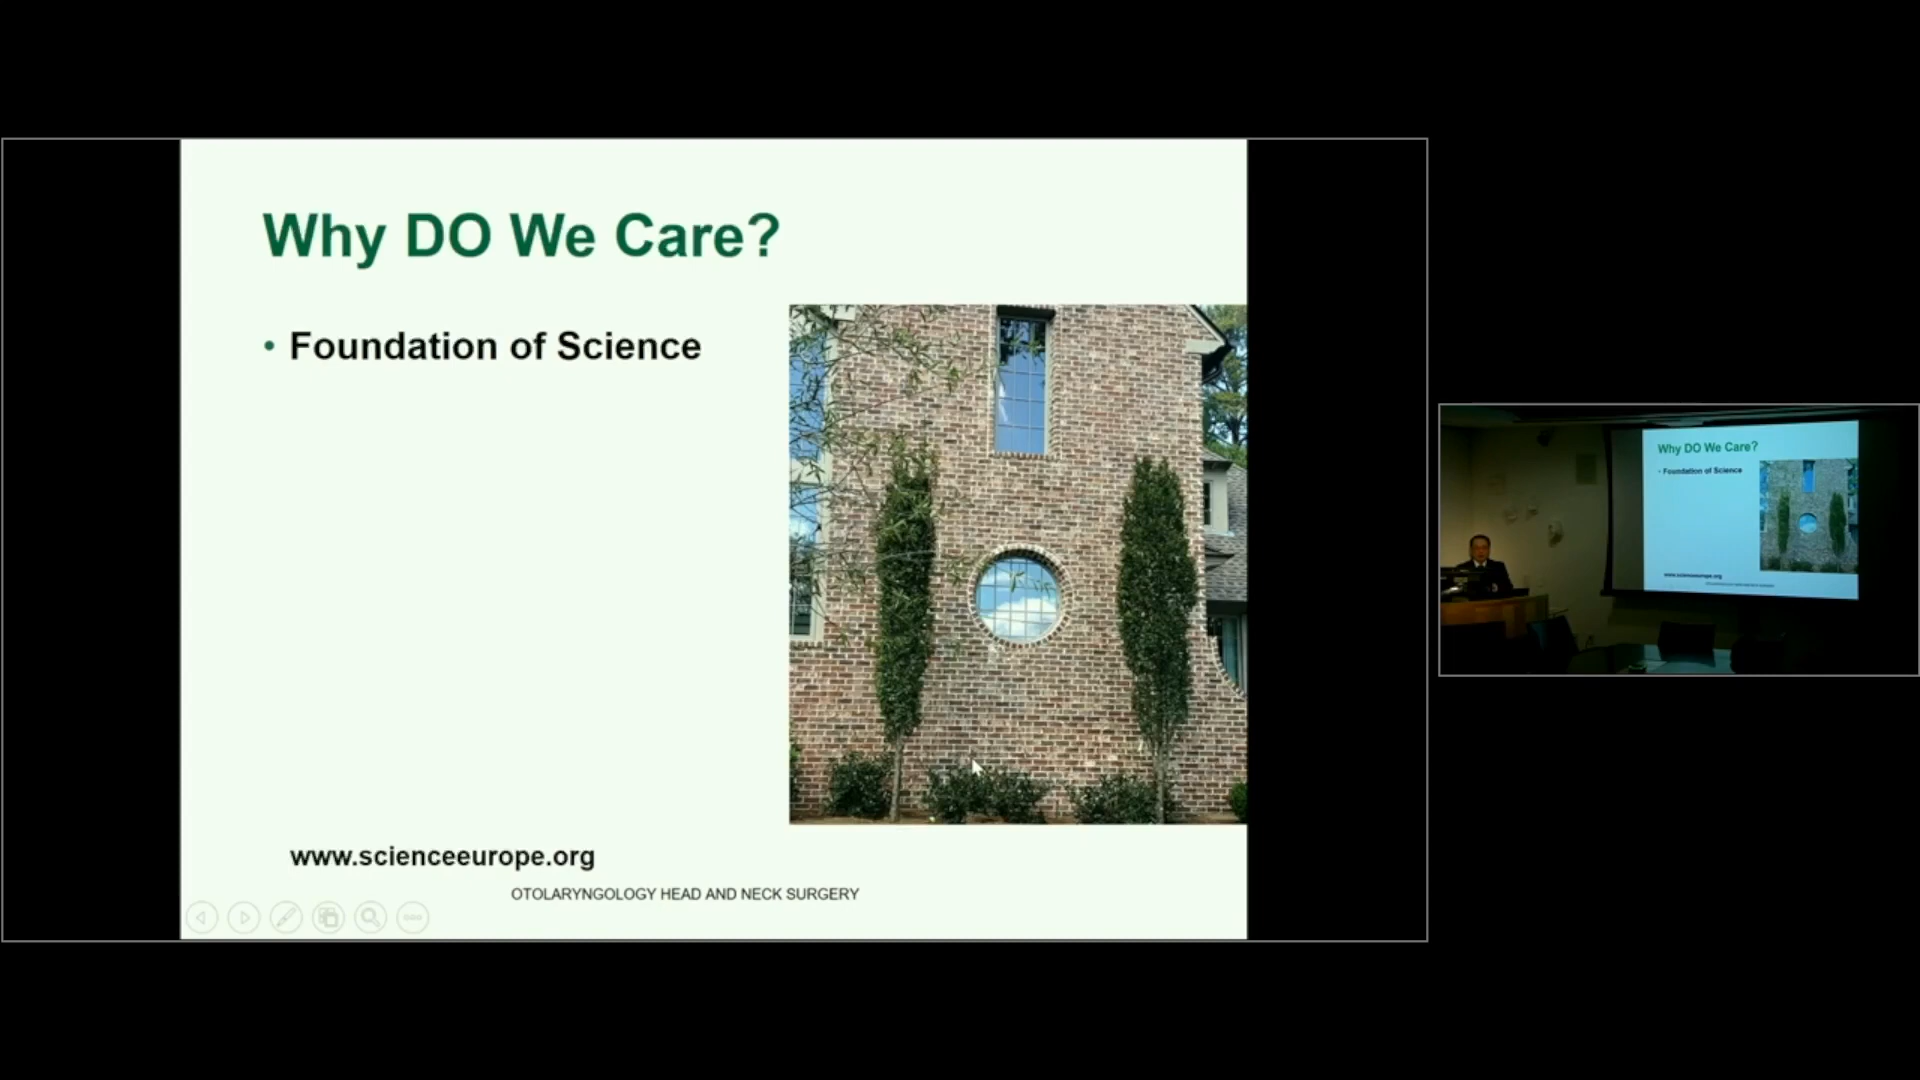 Why DO We Care?
• Foundation of Science
www.scienceeurope.org
OTOLARYNGOLOGY HEAD AND NECK SURGERY
Why DO We Care?
• Foundation of Science
www.scienceeurope.org